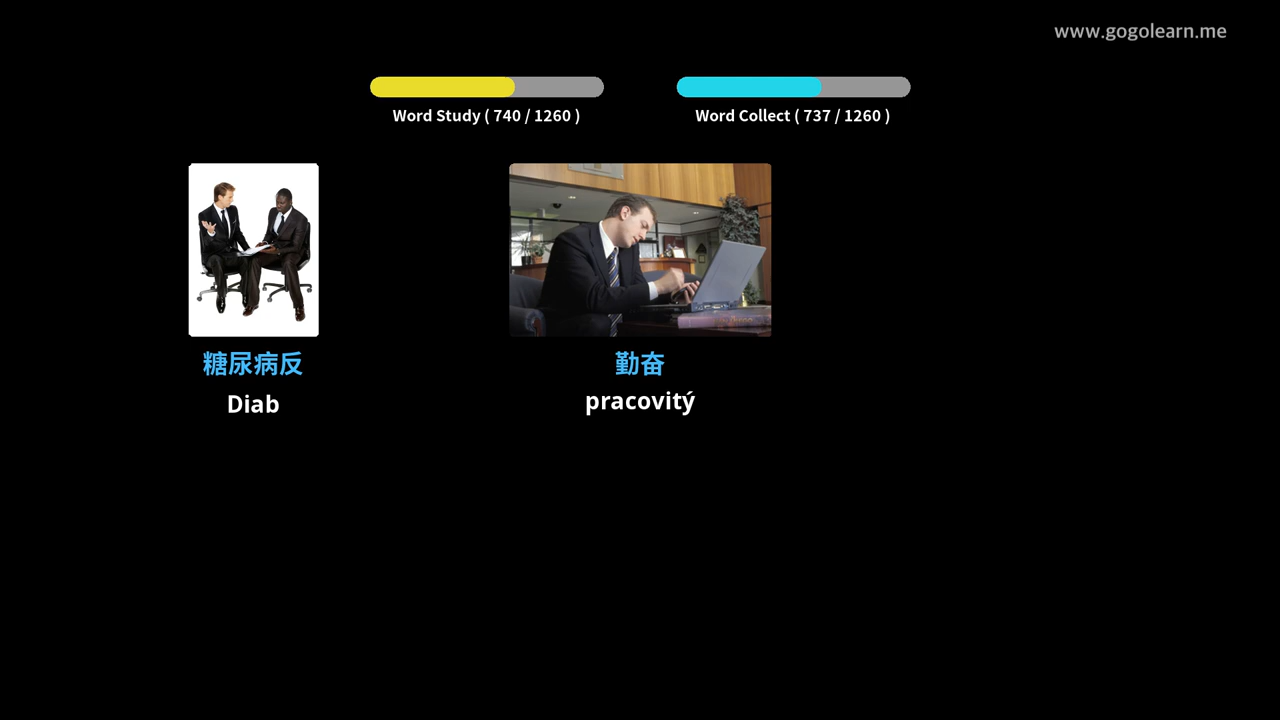 www.gogolearn.me
Word Study ( 740 / 1260 )
Word Collect ( 737 / 1260 )
糖尿病反
Diab
勤奋
pracovitý